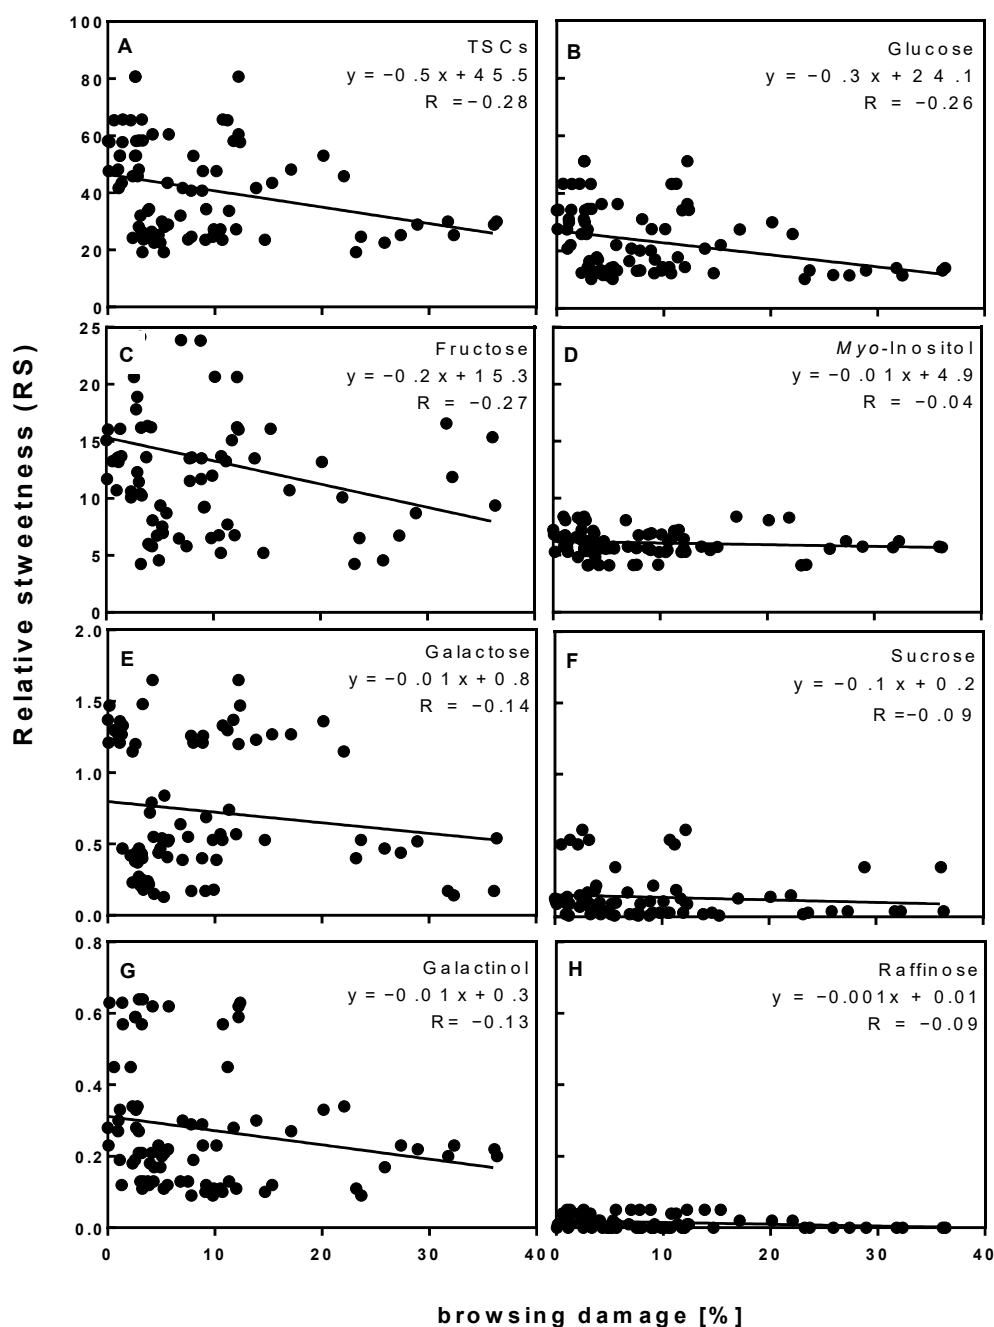 Relative stweetness (RS)
100
80
60
40
20
0
A
TSCs
y = −0.5x + 45.5
R = −0.28
B
Glucose
y = −0.3x + 24.1
R = −0.26
25
20
15
10
5
0
C
Fructose
y = −0.2x + 15.3
R = −0.27
D
Myo-Inositol
y = −0.01x + 4.9
R = −0.04
2.0
1.5
1.0
0.5
0.0
E
Galactose
y = −0.01x + 0.8
R = −0.14
F
Sucrose
y = −0.1x + 0.2
R = −0.09
0.8
0.6
0.4
0.2
0.0
G
Galactinol
y = −0.01x + 0.3
R = −0.13
H
Raffinose
y = −0.001x + 0.01
R = −0.09
0 10 20 30 40 0 10 20 30 40
browsing damage [%]